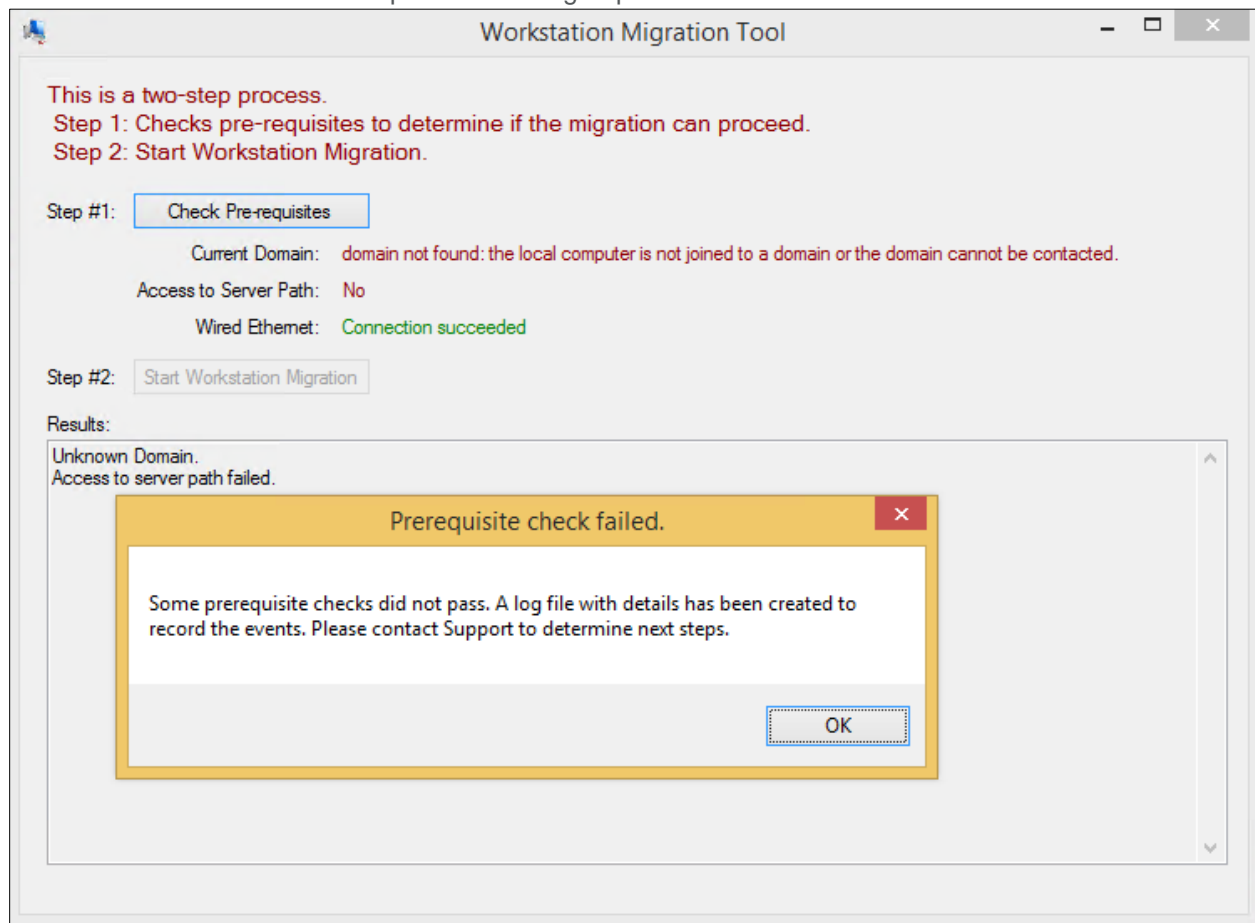 Workstation Migration Tool
This is a two-step process.
Step 1: Checks pre-requisites to determine if the migration can proceed.
Step 2: Start Workstation Migration.
Step #1: Check Pre-requisites
Current Domain: domain not found: the local computer is not joined to a domain or the domain cannot be contacted.
Access to Server Path: No
Wired Ethernet: Connection succeeded
Step #2: Start Workstation Migration
Results:
Unknown Domain.
Access to server path failed.
Prerequisite check failed.
Some prerequisite checks did not pass. A log file with details has been created to
record the events. Please contact Support to determine next steps.
OK